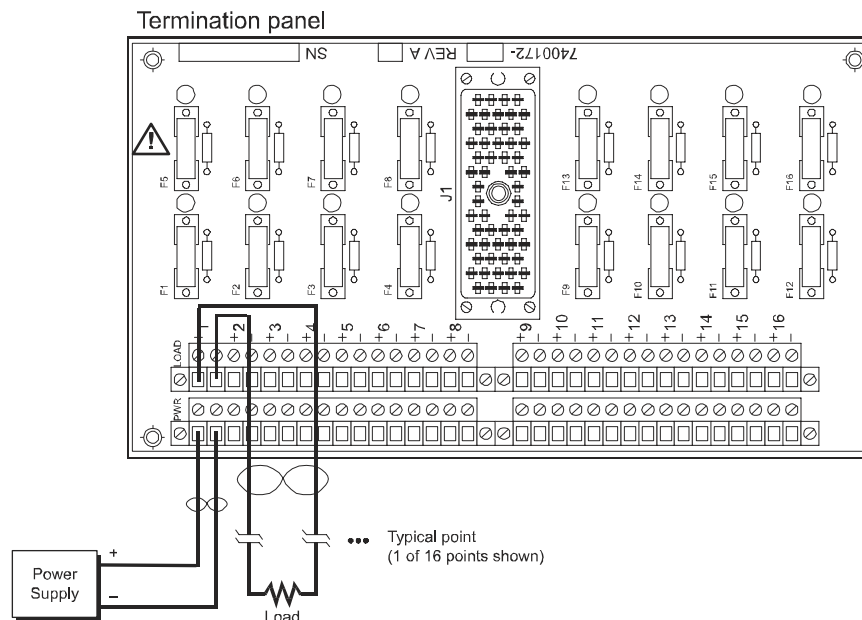 Termination panel
SN
REV A
7400172-
F5
F6
F7
F8
J1
F13
F14
F15
F16
F1
F2
F3
F4
F9
F10
F11
F12
LOAD
+ 1 - + 2 - + 3 - + 4 - + 5 - + 6 - + 7 - + 8 -
+ 9 - + 10 - + 11 - + 12 - + 13 - + 14 - + 15 - + 16 -
PWR
Typical point
(1 of 16 points shown)
+
Power
Supply
–
Load